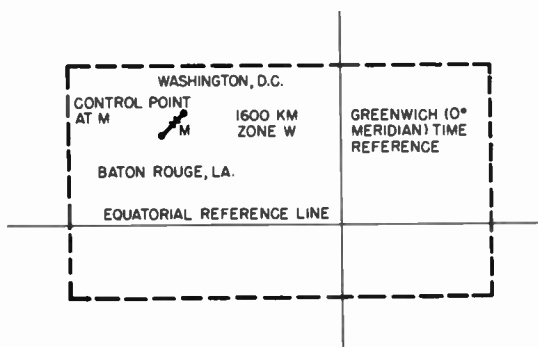 WASHINGTON, D.C.
CONTROL POINT
AT M
M
1600 KM
ZONE W
GREENWICH (0°
MERIDIAN) TIME
REFERENCE
BATON ROUGE, LA.
EQUATORIAL REFERENCE LINE